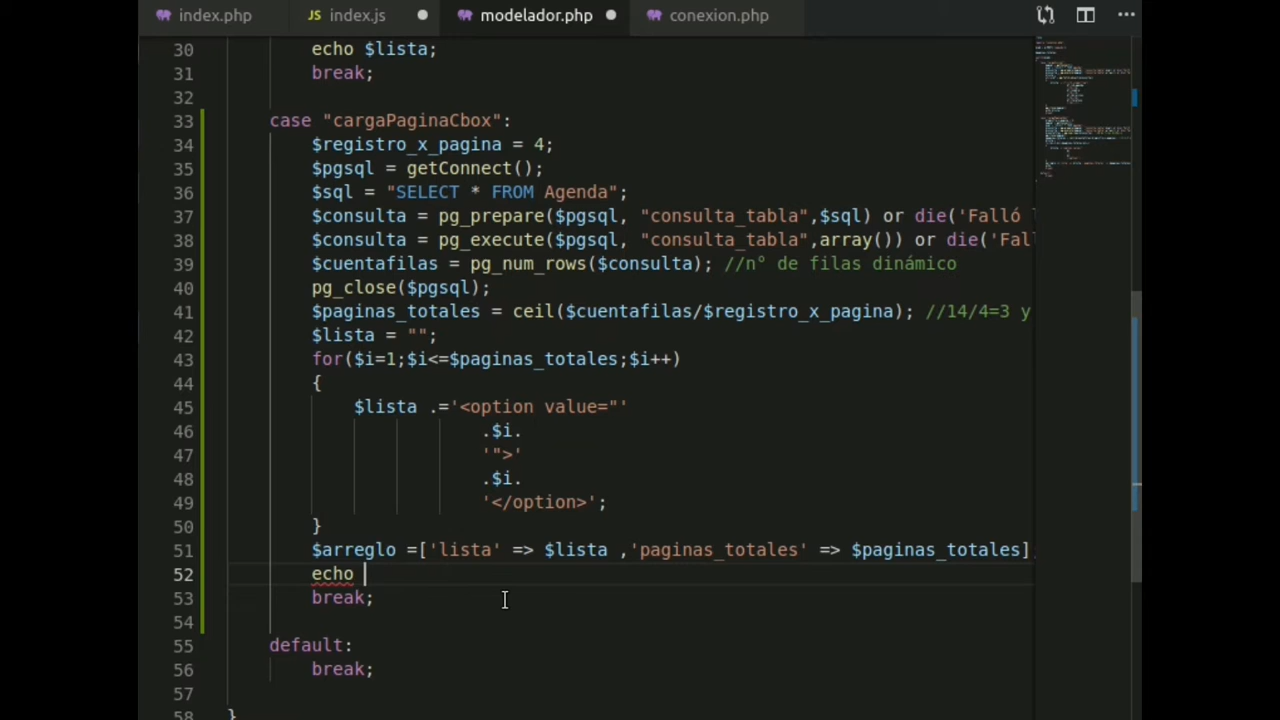 index.php index.js modelador.php conexion.php
30 echo $lista;
31 break;
32
33 case "cargaPaginaCbox":
34 $registro_x_pagina = 4;
35 $pgsql = getConnect();
36 $sql = "SELECT * FROM Agenda";
37 $consulta = pg_prepare($pgsql, "consulta_tabla",$sql) or die('Falló
38 $consulta = pg_execute($pgsql, "consulta_tabla",array()) or die('Fal
39 $cuentafilas = pg_num_rows($consulta); //n° de filas dinámico
40 pg_close($pgsql);
41 $paginas_totales = ceil($cuentafilas/$registro_x_pagina); //14/4=3 y
42 $lista = "";
43 for($i=1;$i<=$paginas_totales;$i++)
44 {
45 $lista .='<option value="'
46 .$i.
47 '">'
48 .$i.
49 '</option>';
50 }
51 $arreglo =['lista' => $lista ,'paginas_totales' => $paginas_totales];
52 echo
53 break;
54
55 default:
56 break;
57
58 }